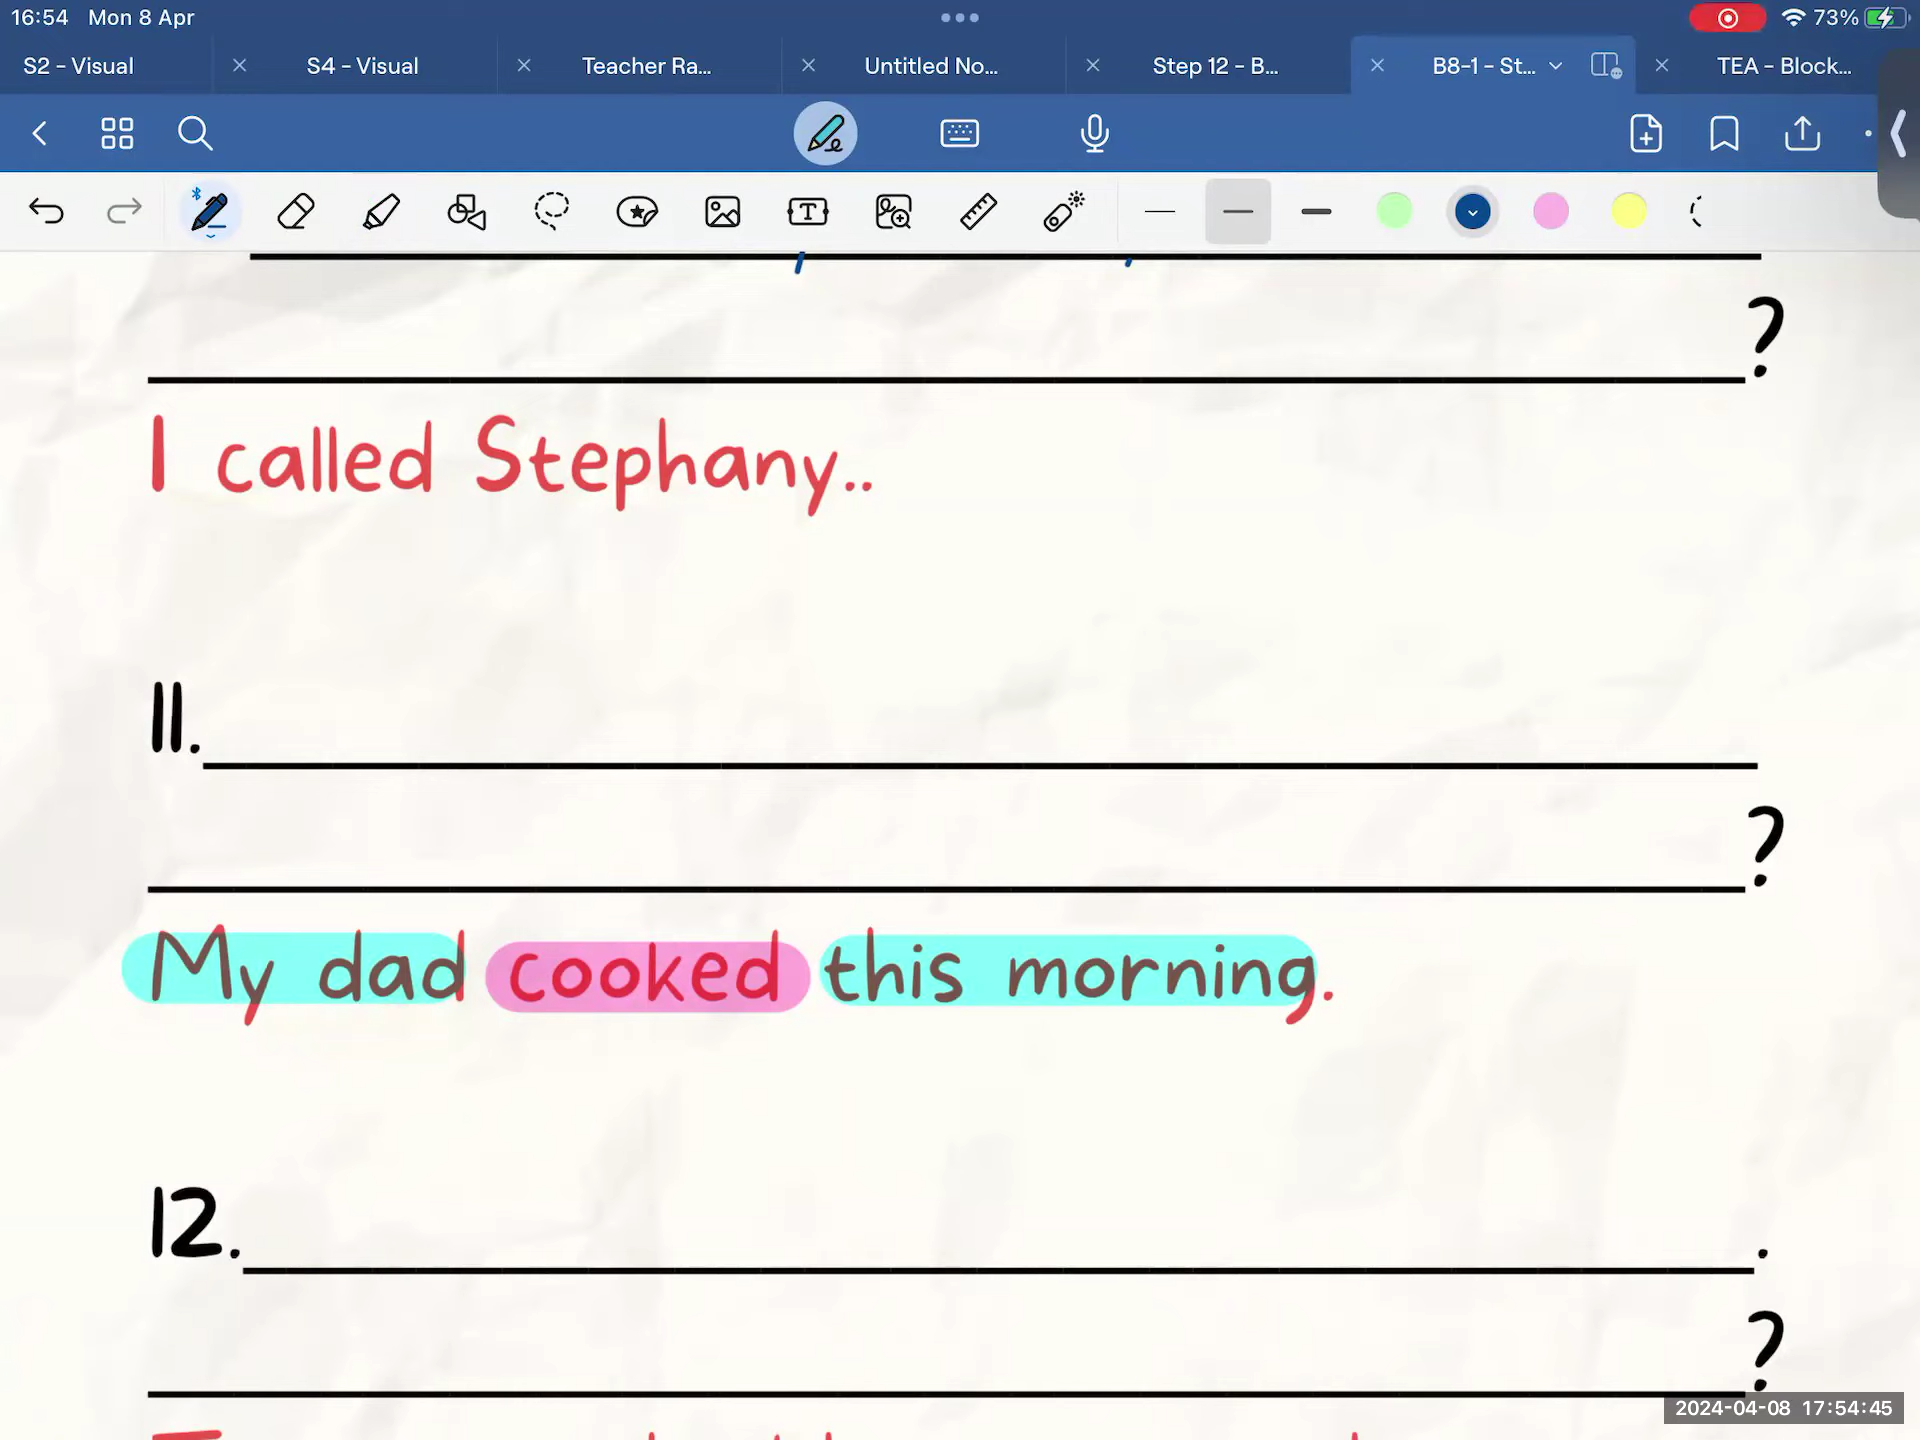 16:54 Mon 8 Apr
73%
S2 - Visual
S4 - Visual
Teacher Ra...
Untitled No...
Step 12 - B...
B8-1 - St...
TEA - Block...
?
I called Stephany..
11.
?
My dad cooked this morning.
12. .
?
2024-04-08 17:54:45